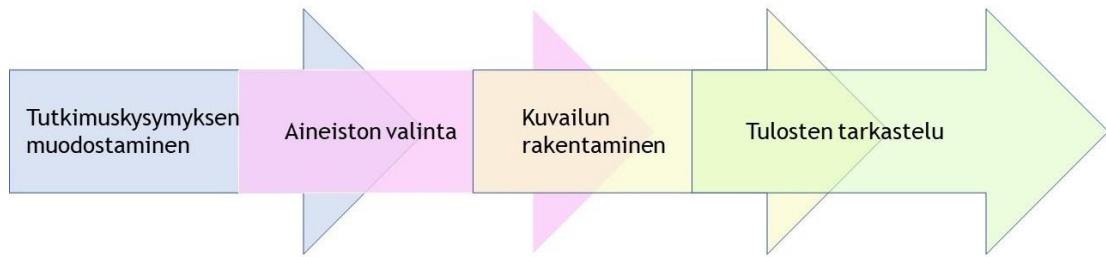 Tutkimuskysymyksen
muodostaminen
Aineiston valinta
Kuvailun
rakentaminen
Tulosten tarkastelu